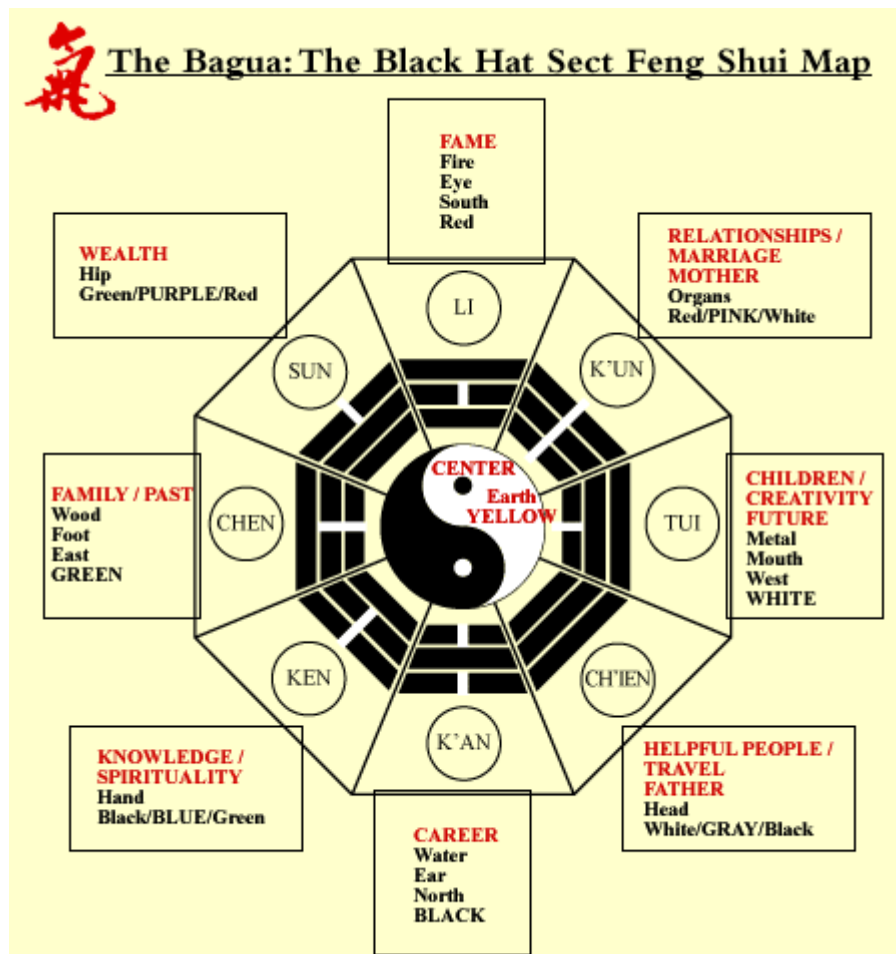 氣
The Bagua: The Black Hat Sect Feng Shui Map
FAME
Fire
Eye
South
Red
WEALTH
Hip
Green/PURPLE/Red
RELATIONSHIPS /
MARRIAGE
MOTHER
Organs
Red/PINK/White
LI
SUN
K'UN
CENTER
Earth
YELLOW
FAMILY / PAST
Wood
Foot
East
GREEN
CHEN
TUI
CHILDREN /
CREATIVITY
FUTURE
Metal
Mouth
West
WHITE
KEN
CH'IEN
K'AN
KNOWLEDGE /
SPIRITUALITY
Hand
Black/BLUE/Green
CAREER
Water
Ear
North
BLACK
HELPFUL PEOPLE /
TRAVEL
FATHER
Head
White/GRAY/Black